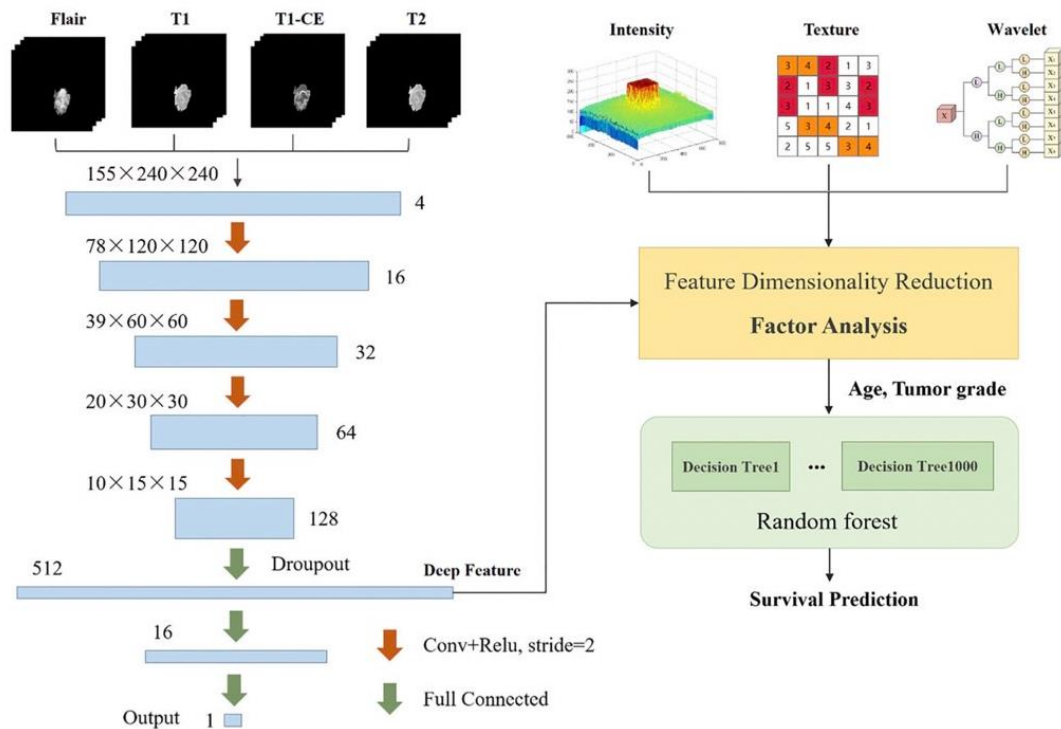 Flair
T1
T1-CE
T2
155×240×240
4
78×120×120
16
39×60×60
32
20×30×30
64
10×15×15
128
Droupout
512
Deep Feature
16
Conv+Relu, stride=2
Full Connected
Output
1
Intensity
Texture
Wavelet
3 4 2 1 3
2 1 3 3 3
3 1 1 4 3
5 3 4 2 1
2 5 5 3 4
X
L
H
L
H
L
H
L
H
L
H
L
H
L
H
Feature Dimensionality Reduction
Factor Analysis
Age, Tumor grade
Decision Tree1
...
Decision Tree1000
Random forest
Survival Prediction